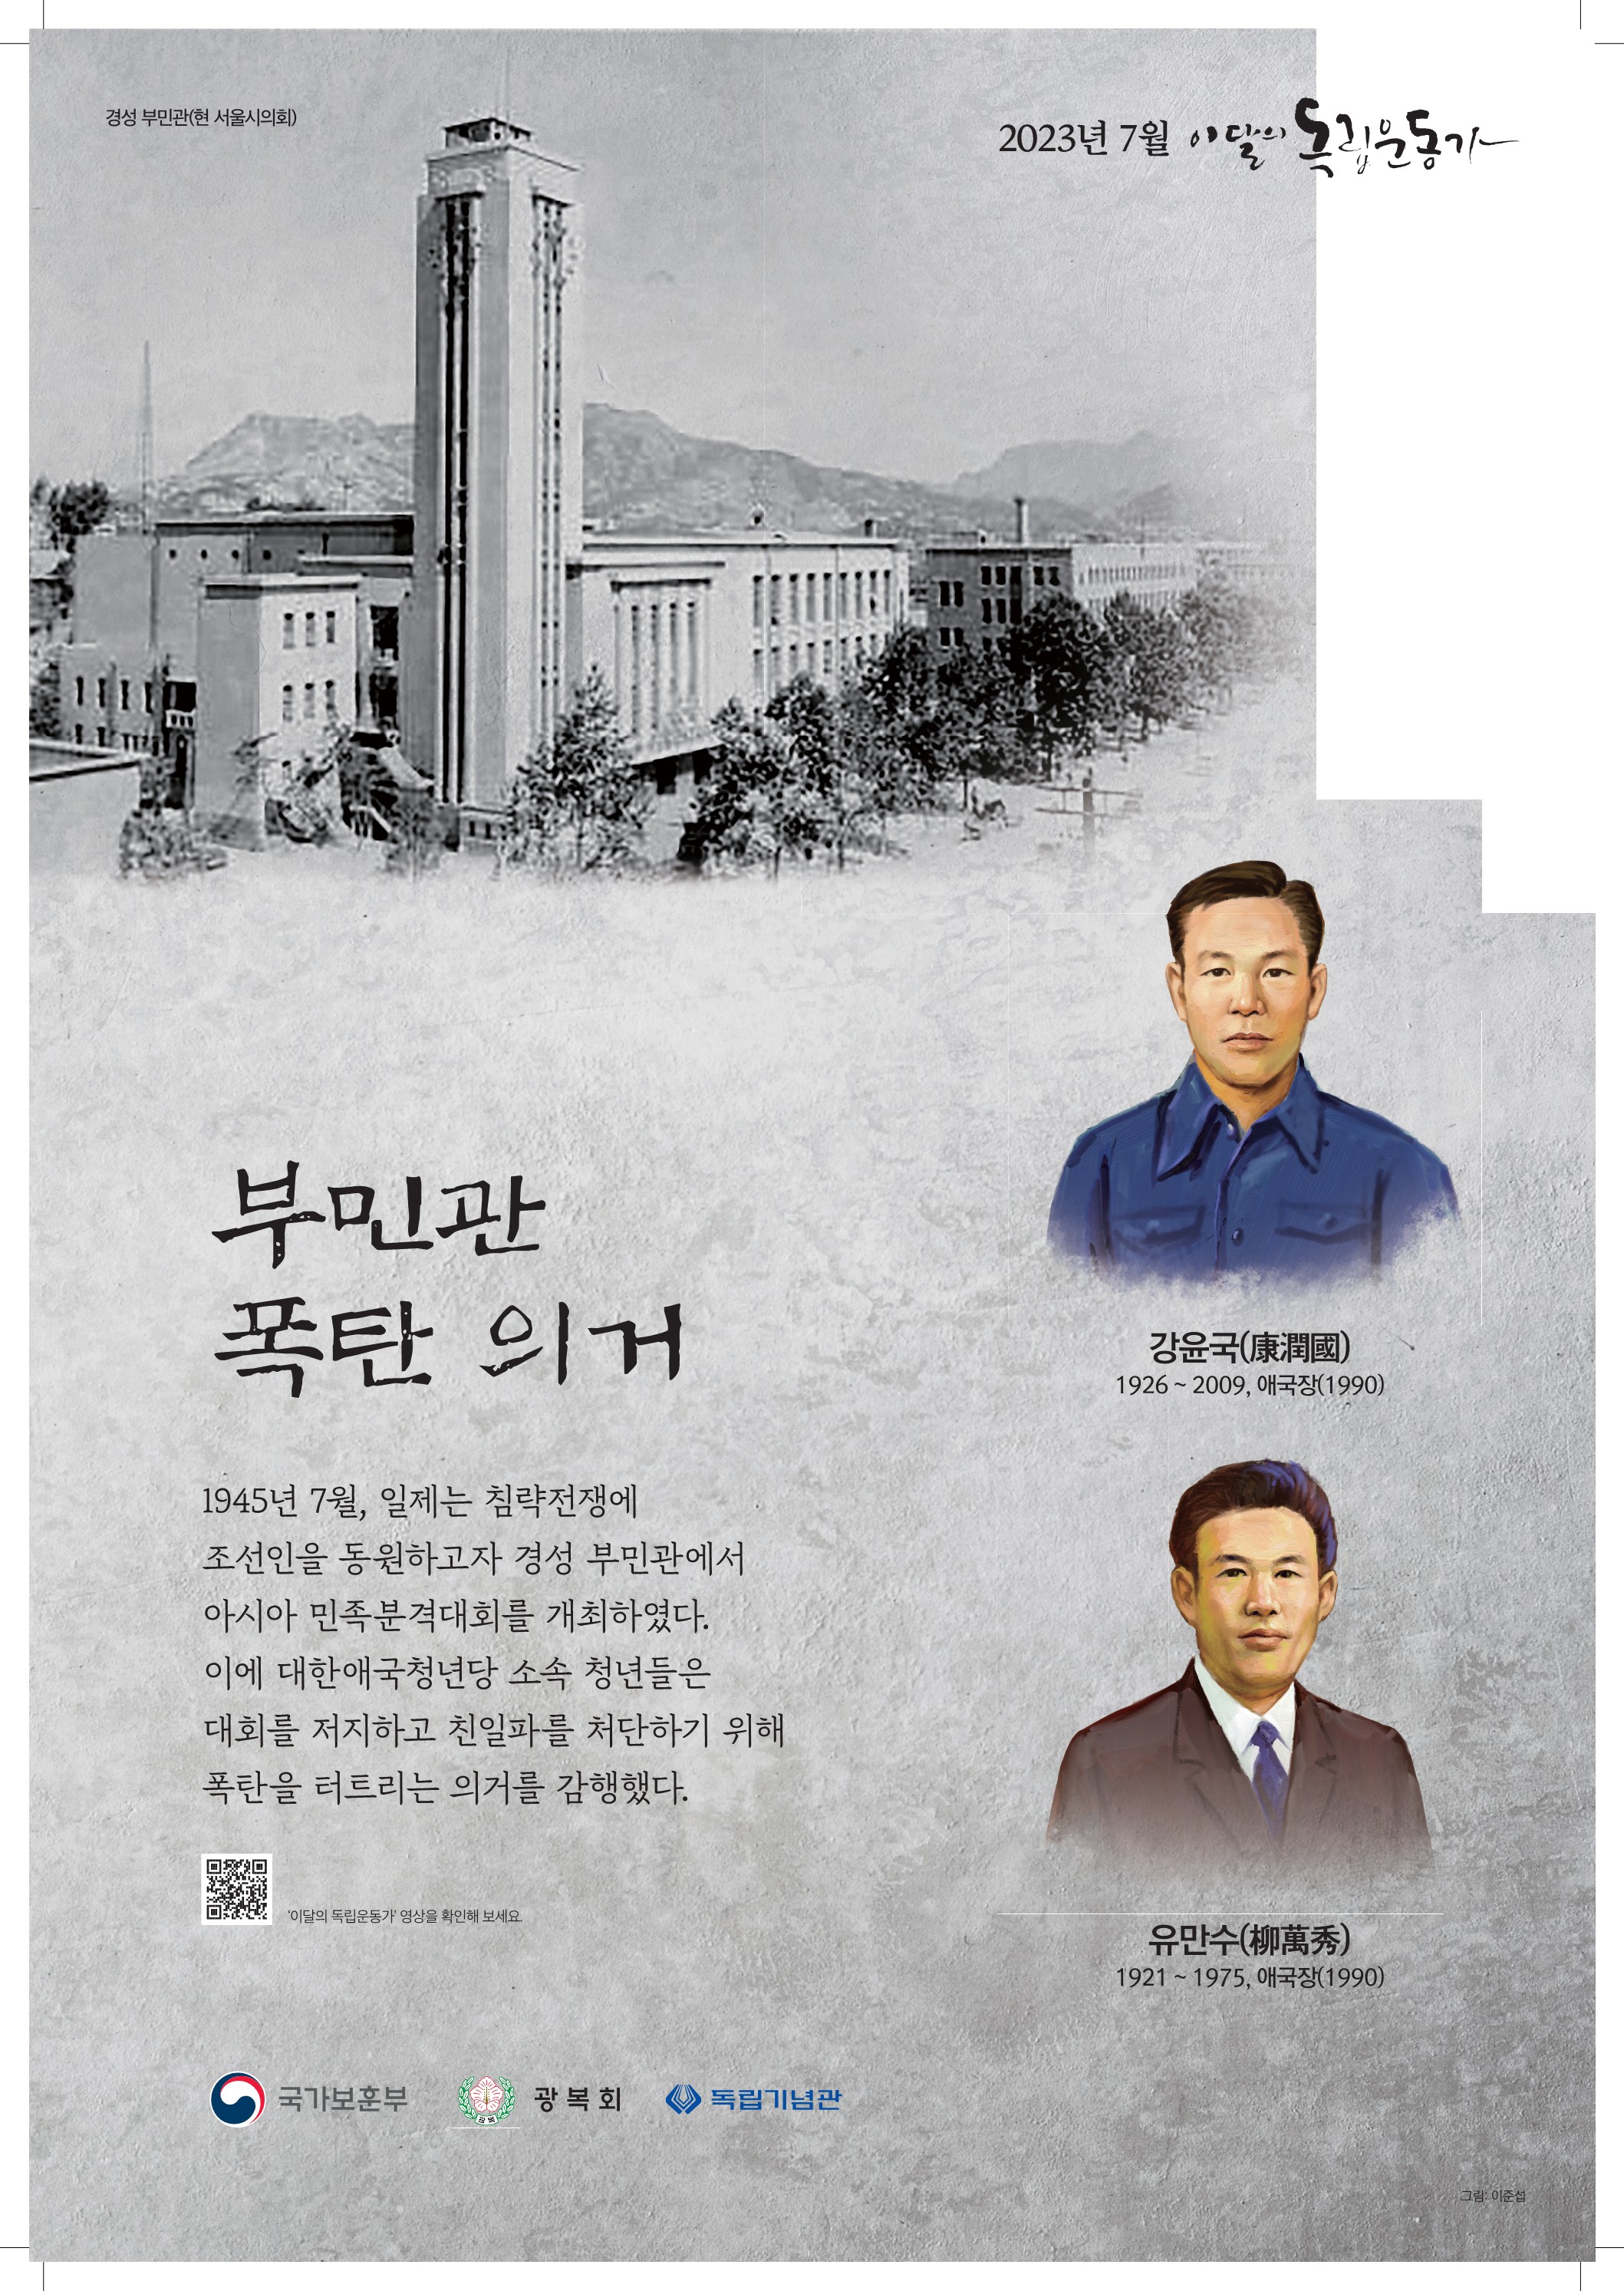 경성 부민관(현 서울시의회)
2023년 7월 이달의 독립운동가
부민관
폭탄 의거
1945년 7월, 일제는 침략전쟁에
조선인을 동원하고자 경성 부민관에서
아시아 민족분격대회를 개최하였다.
이에 대한애국청년당 소속 청년들은
대회를 저지하고 친일파를 처단하기 위해
폭탄을 터트리는 의거를 감행했다.
'이달의 독립운동가' 영상을 확인해 보세요.
강윤국(康潤國)
1926 ~ 2009, 애국장(1990)
유만수(柳萬秀)
1921 ~ 1975, 애국장(1990)
국가보훈부
광복
광복회
독립기념관
그림: 이준섭